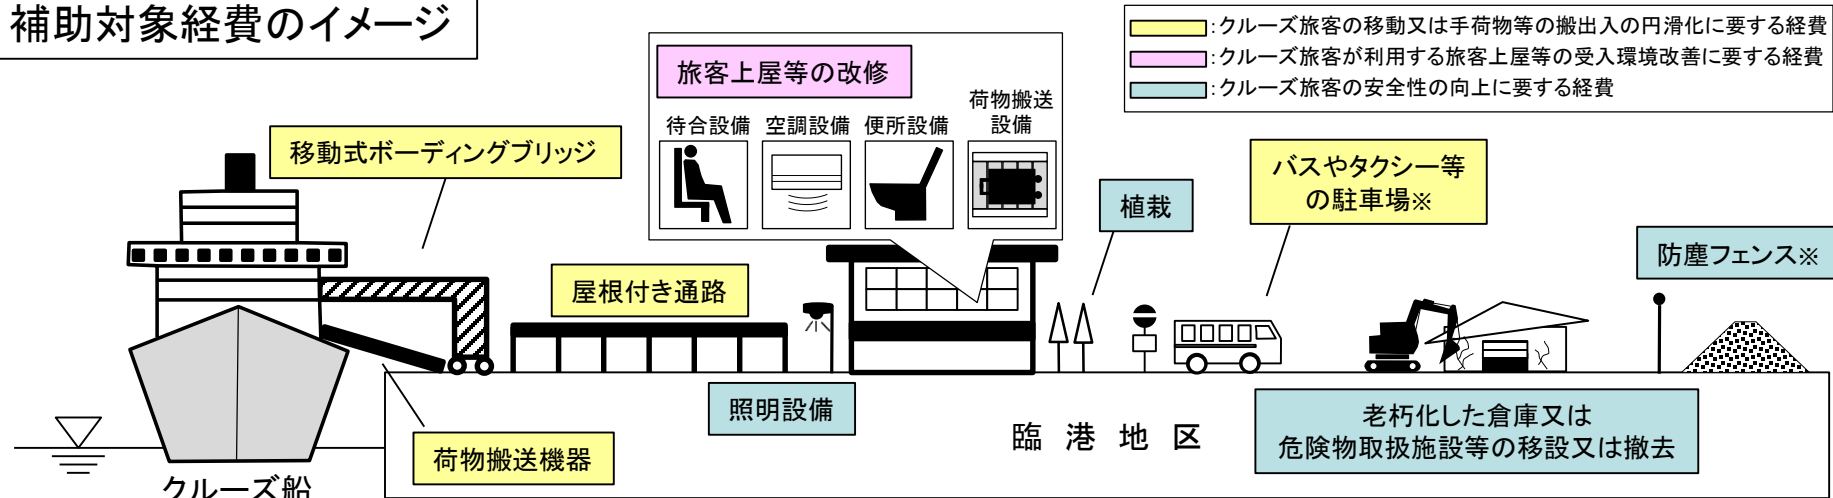 補助対象経費のイメージ
:クルーズ旅客の移動又は手荷物等の搬出入の円滑化に要する経費
:クルーズ旅客が利用する旅客上屋等の受入環境改善に要する経費
:クルーズ旅客の安全性の向上に要する経費
旅客上屋等の改修
待合設備
空調設備
便所設備
荷物搬送
設備
移動式ボーディングブリッジ
バスやタクシー等
の駐車場※
植栽
防塵フェンス※
屋根付き通路
照明設備
臨港地区
老朽化した倉庫又は
危険物取扱施設等の移設又は撤去
荷物搬送機器
クルーズ船